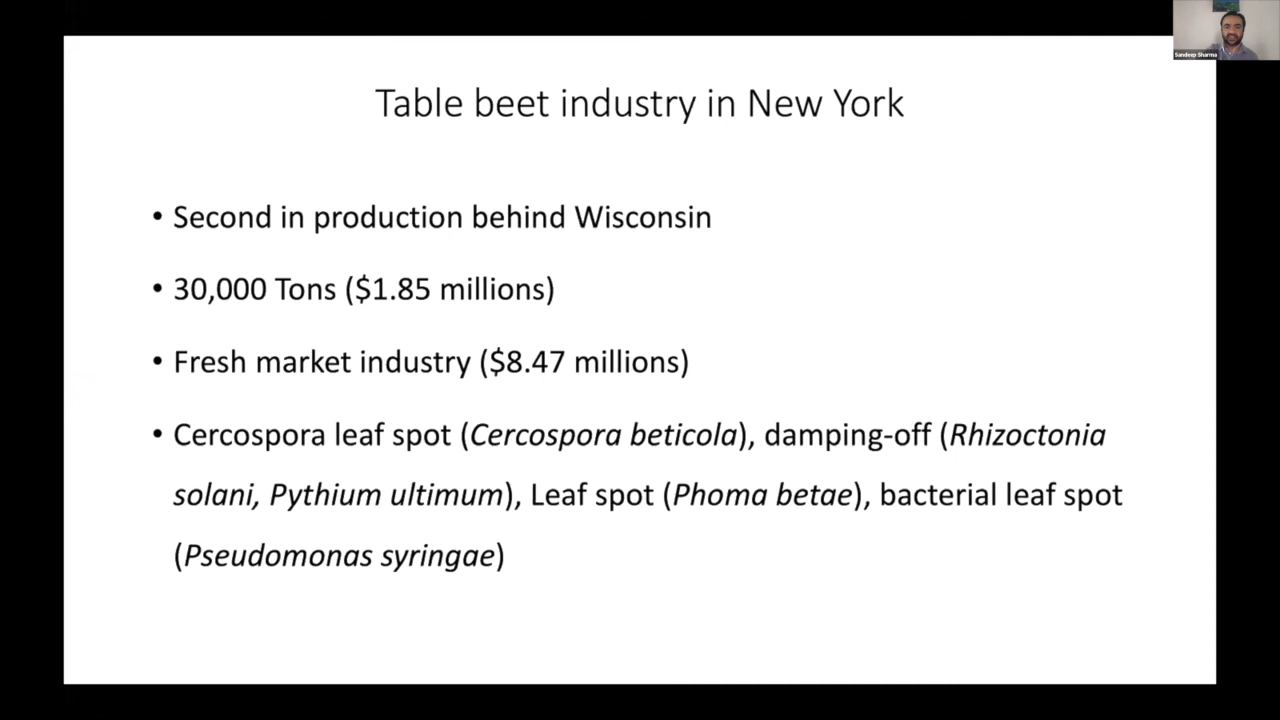 Sandeep Sharma
Table beet industry in New York
• Second in production behind Wisconsin
• 30,000 Tons ($1.85 millions)
• Fresh market industry ($8.47 millions)
• Cercospora leaf spot (Cercospora beticola), damping-off (Rhizoctonia
solani, Pythium ultimum), Leaf spot (Phoma betae), bacterial leaf spot
(Pseudomonas syringae)